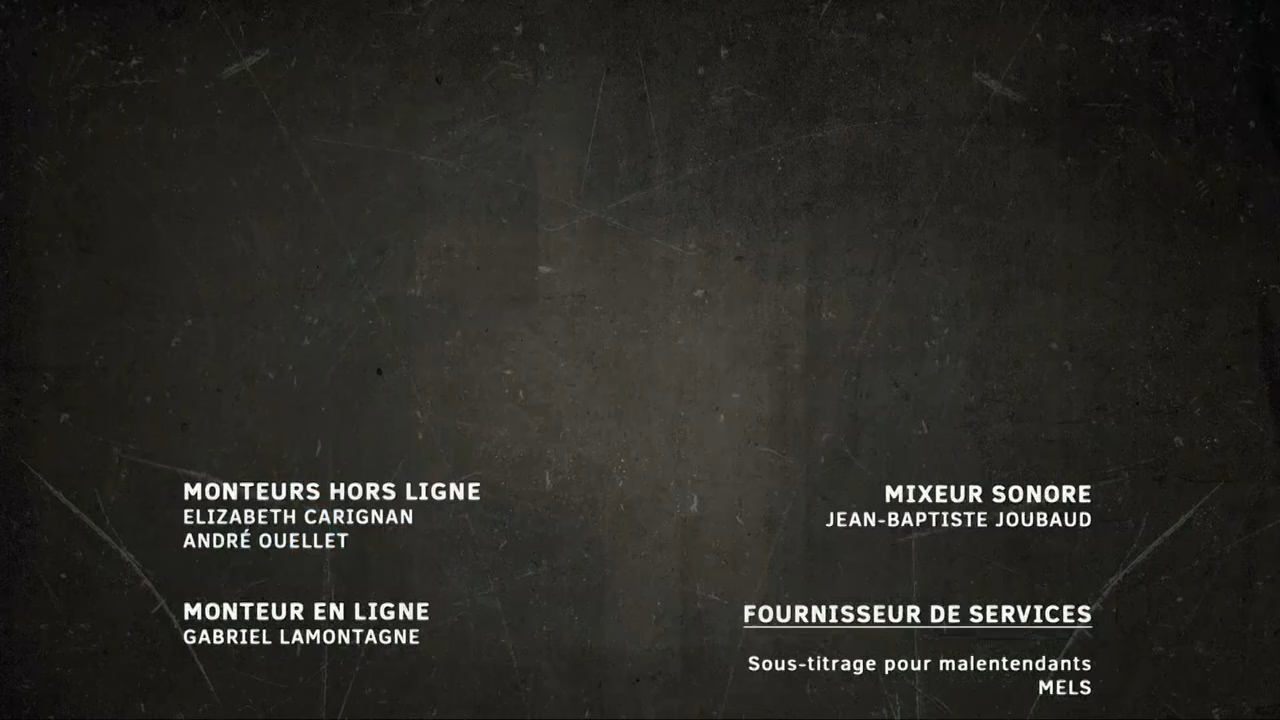 MONTEURS HORS LIGNE
ELIZABETH CARIGNAN
ANDRÉ OUELLET
MONTEUR EN LIGNE
GABRIEL LAMONTAGNE
MIXEUR SONORE
JEAN-BAPTISTE JOUBAUD
FOURNISSEUR DE SERVICES
Sous-titrage pour malentendants
MELS